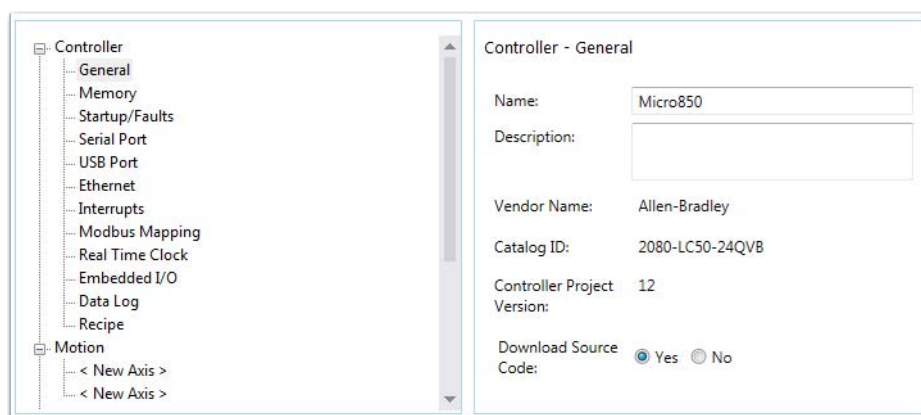 Controller
General
Memory
Startup/Faults
Serial Port
USB Port
Ethernet
Interrupts
Modbus Mapping
Real Time Clock
Embedded I/O
Data Log
Recipe
Motion
< New Axis >
< New Axis >
Controller - General
Name: Micro850
Description:
Vendor Name: Allen-Bradley
Catalog ID: 2080-LC50-24QVB
Controller Project 12
Version:
Download Source
Code: Yes No